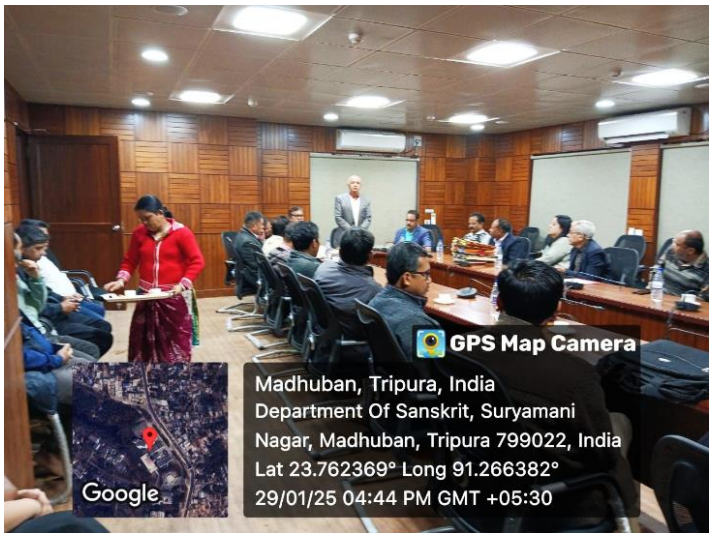 GPS Map Camera
Madhuban, Tripura, India
Department Of Sanskrit, Suryamani
Nagar, Madhuban, Tripura 799022, India
Lat 23.762369° Long 91.266382°
29/01/25 04:44 PM GMT +05:30
Google